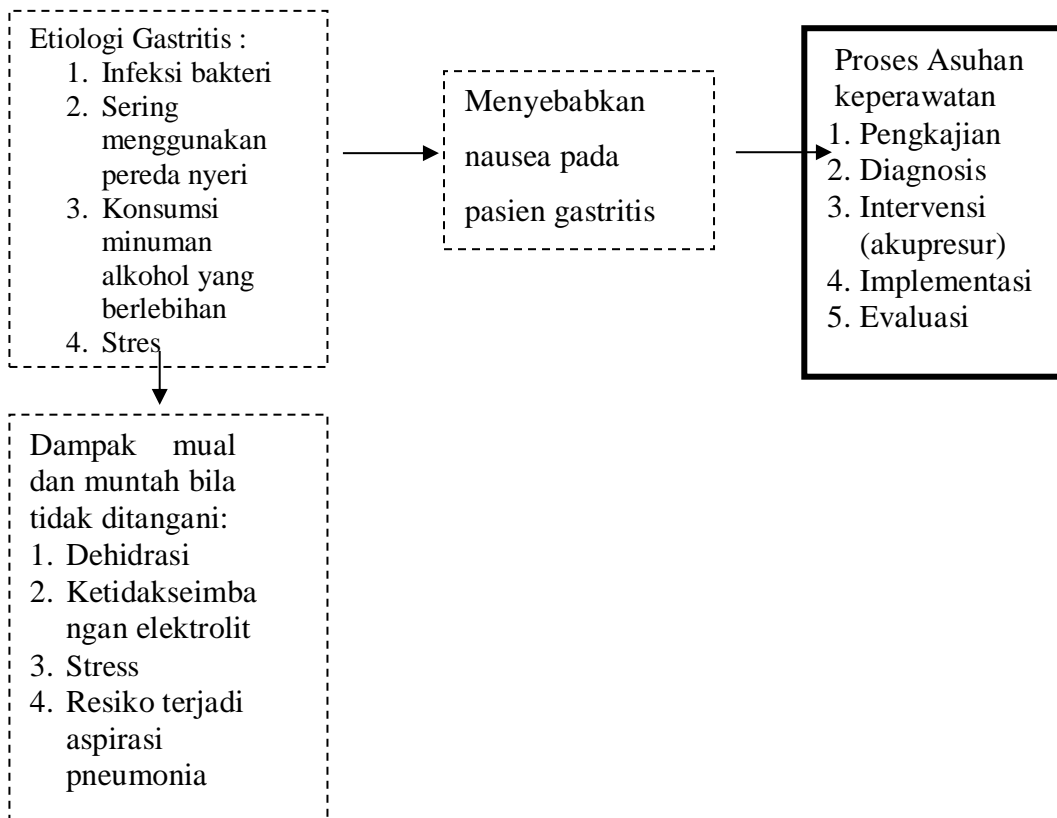 Etiologi Gastritis :
1. Infeksi bakteri
2. Sering
menggunakan
pereda nyeri
3. Konsumsi
minuman
alkohol yang
berlebihan
4. Stres
Menyebabkan
nausea pada
pasien gastritis
Proses Asuhan
keperawatan
1. Pengkajian
2. Diagnosis
3. Intervensi
(akupresur)
4. Implementasi
5. Evaluasi
Dampak mual
dan muntah bila
tidak ditangani:
1. Dehidrasi
2. Ketidakseimba
ngan elektrolit
3. Stress
4. Resiko terjadi
aspirasi
pneumonia